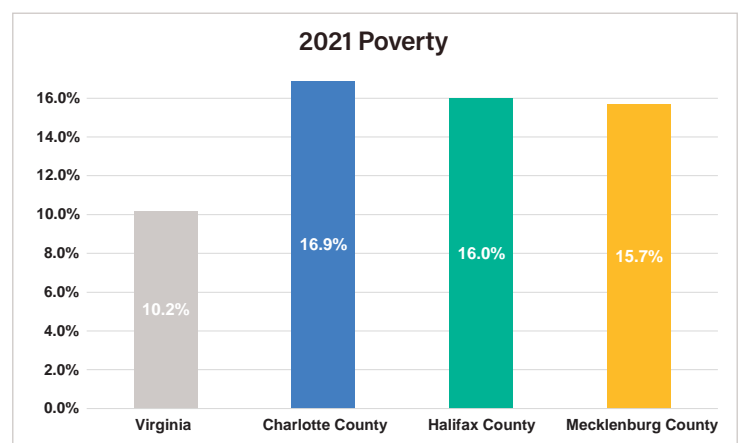 2021 Poverty
16.0%
14.0%
12.0%
10.0%
8.0%
6.0%
4.0%
2.0%
0.0%
10.2%
16.9%
16.0%
15.7%
Virginia
Charlotte County
Halifax County
Mecklenburg County